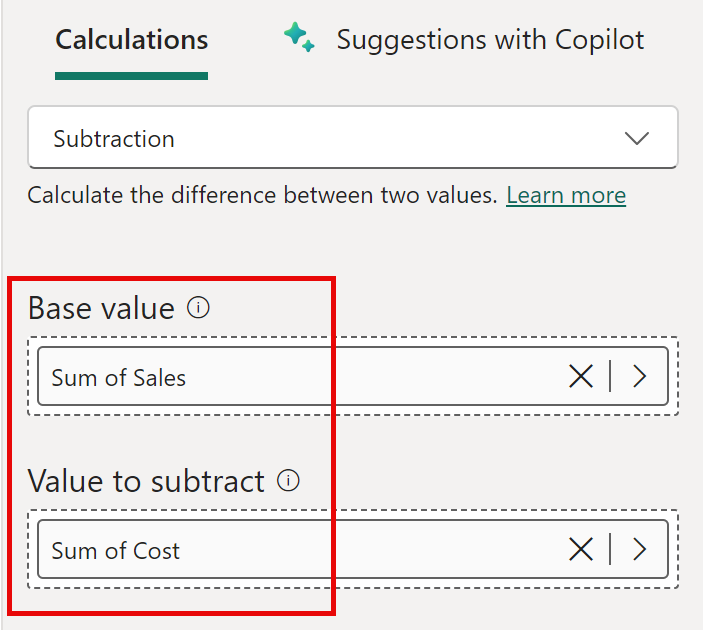 Calculations
Suggestions with Copilot
Subtraction
Calculate the difference between two values. Learn more
Base value
Sum of Sales
Value to subtract
Sum of Cost